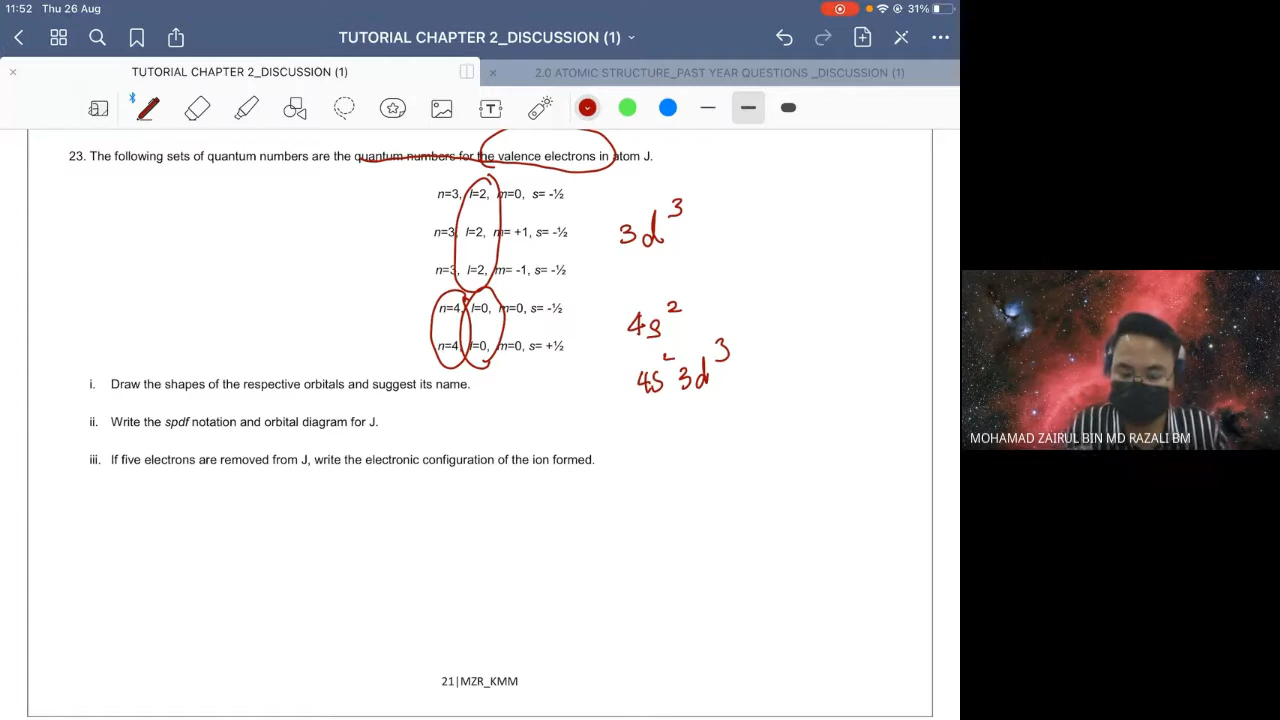 11:52 Thu 26 Aug
31%
TUTORIAL CHAPTER 2_DISCUSSION (1)
TUTORIAL CHAPTER 2_DISCUSSION (1)
2.0 ATOMIC STRUCTURE_PAST YEAR QUESTIONS _DISCUSSION (1)
23. The following sets of quantum numbers are the quantum numbers for the valence electrons in atom J.
n=3, l=2, m=0, s= -½
n=3, l=2, m= +1, s= -½
3d³
n=3, l=2, m= -1, s= -½
n=4, l=0, m=0, s= -½
4s²
n=4, l=0, m=0, s= +½
4s² 3d³
i. Draw the shapes of the respective orbitals and suggest its name.
ii. Write the spdf notation and orbital diagram for J.
iii. If five electrons are removed from J, write the electronic configuration of the ion formed.
MOHAMAD ZAIRUL BIN MD RAZALI BM
21|MZR_KMM